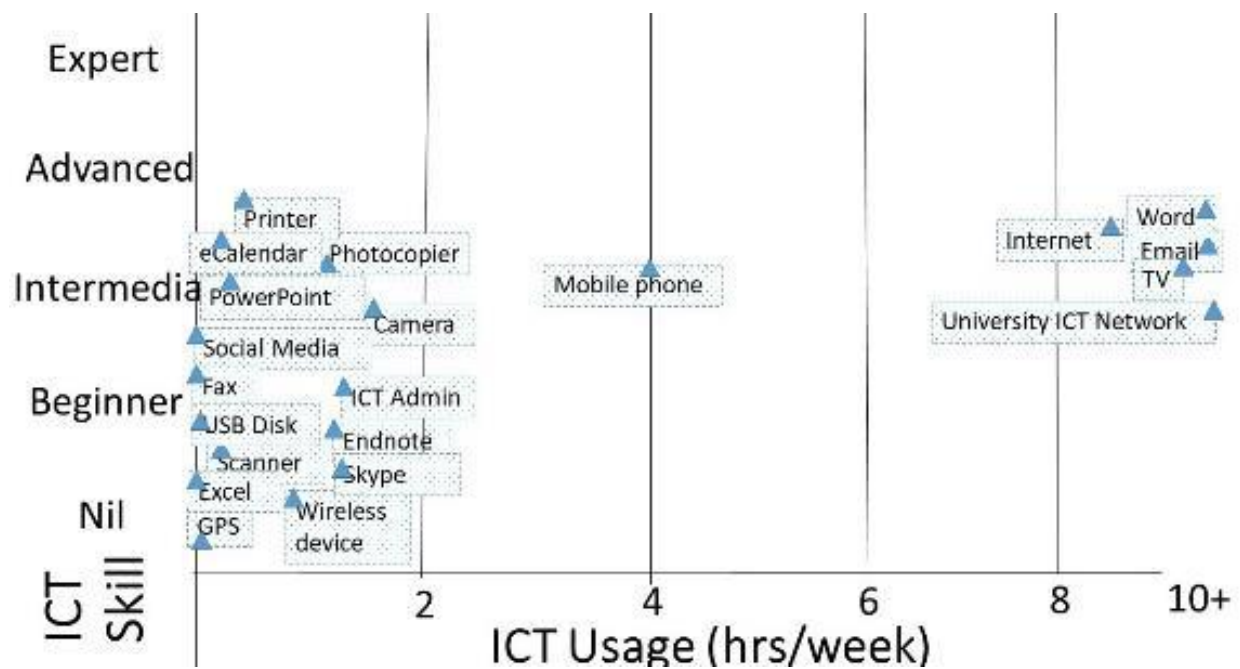 Expert
Advanced
Printer
Word
eCalendar
Photocopier
Internet
Email
Intermedia
PowerPoint
Mobile phone
TV
Camera
University ICT Network
Social Media
Fax
Beginner
ICT Admin
USB Disk
Endnote
Scanner
Skype
Excel
Nil
GPS
Wireless
device
ICT
Skill
2
4
6
8
10+
ICT Usage (hrs/week)